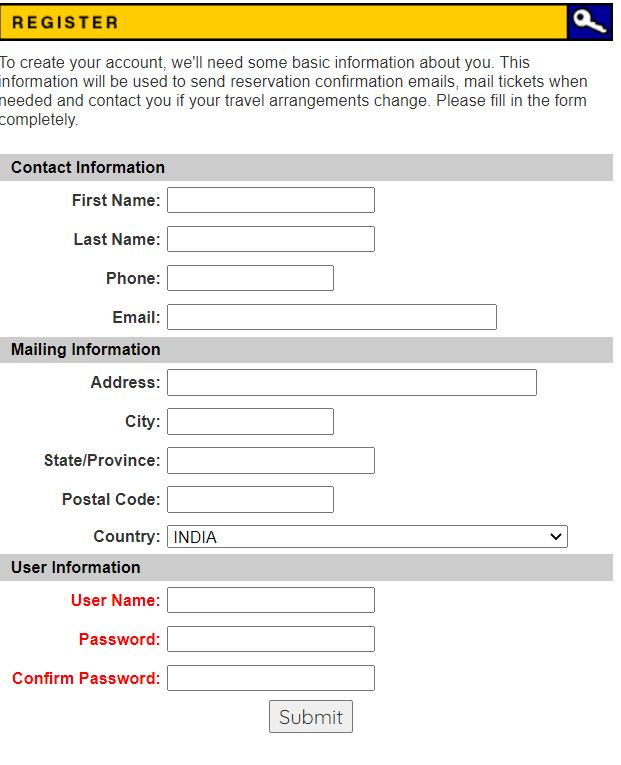 REGISTER
To create your account, we'll need some basic information about you. This
information will be used to send reservation confirmation emails, mail tickets when
needed and contact you if your travel arrangements change. Please fill in the form
completely.
Contact Information
First Name:
Last Name:
Phone:
Email:
Mailing Information
Address:
City:
State/Province:
Postal Code:
Country: INDIA
User Information
User Name:
Password:
Confirm Password:
Submit